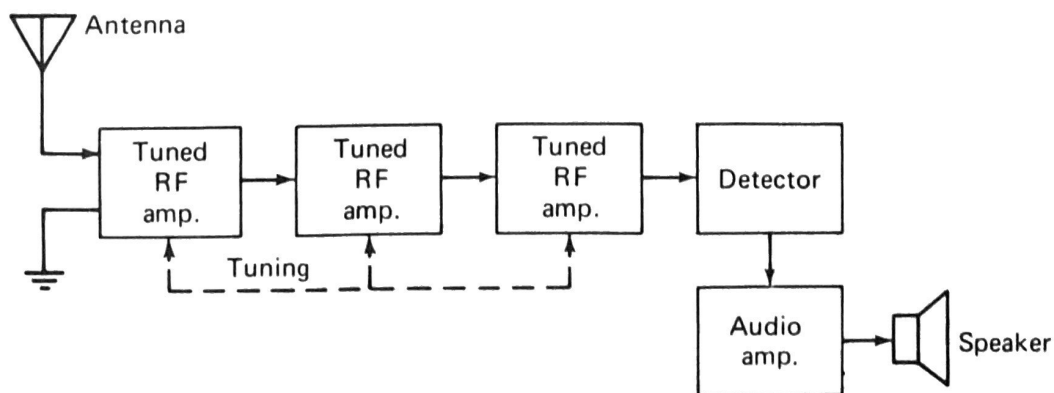 Antenna
Tuned
RF
amp.
Tuned
RF
amp.
Tuned
RF
amp.
Detector
Tuning
Audio
amp.
Speaker